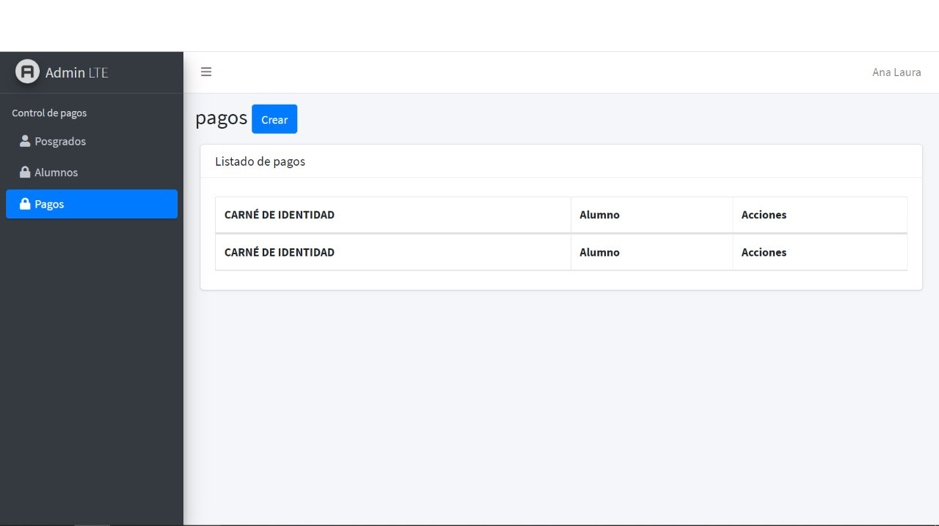 Admin LTE
Ana Laura
Control de pagos
Posgrados
Alumnos
Pagos
pagos Crear
Listado de pagos
CARNÉ DE IDENTIDAD Alumno Acciones
CARNÉ DE IDENTIDAD Alumno Acciones